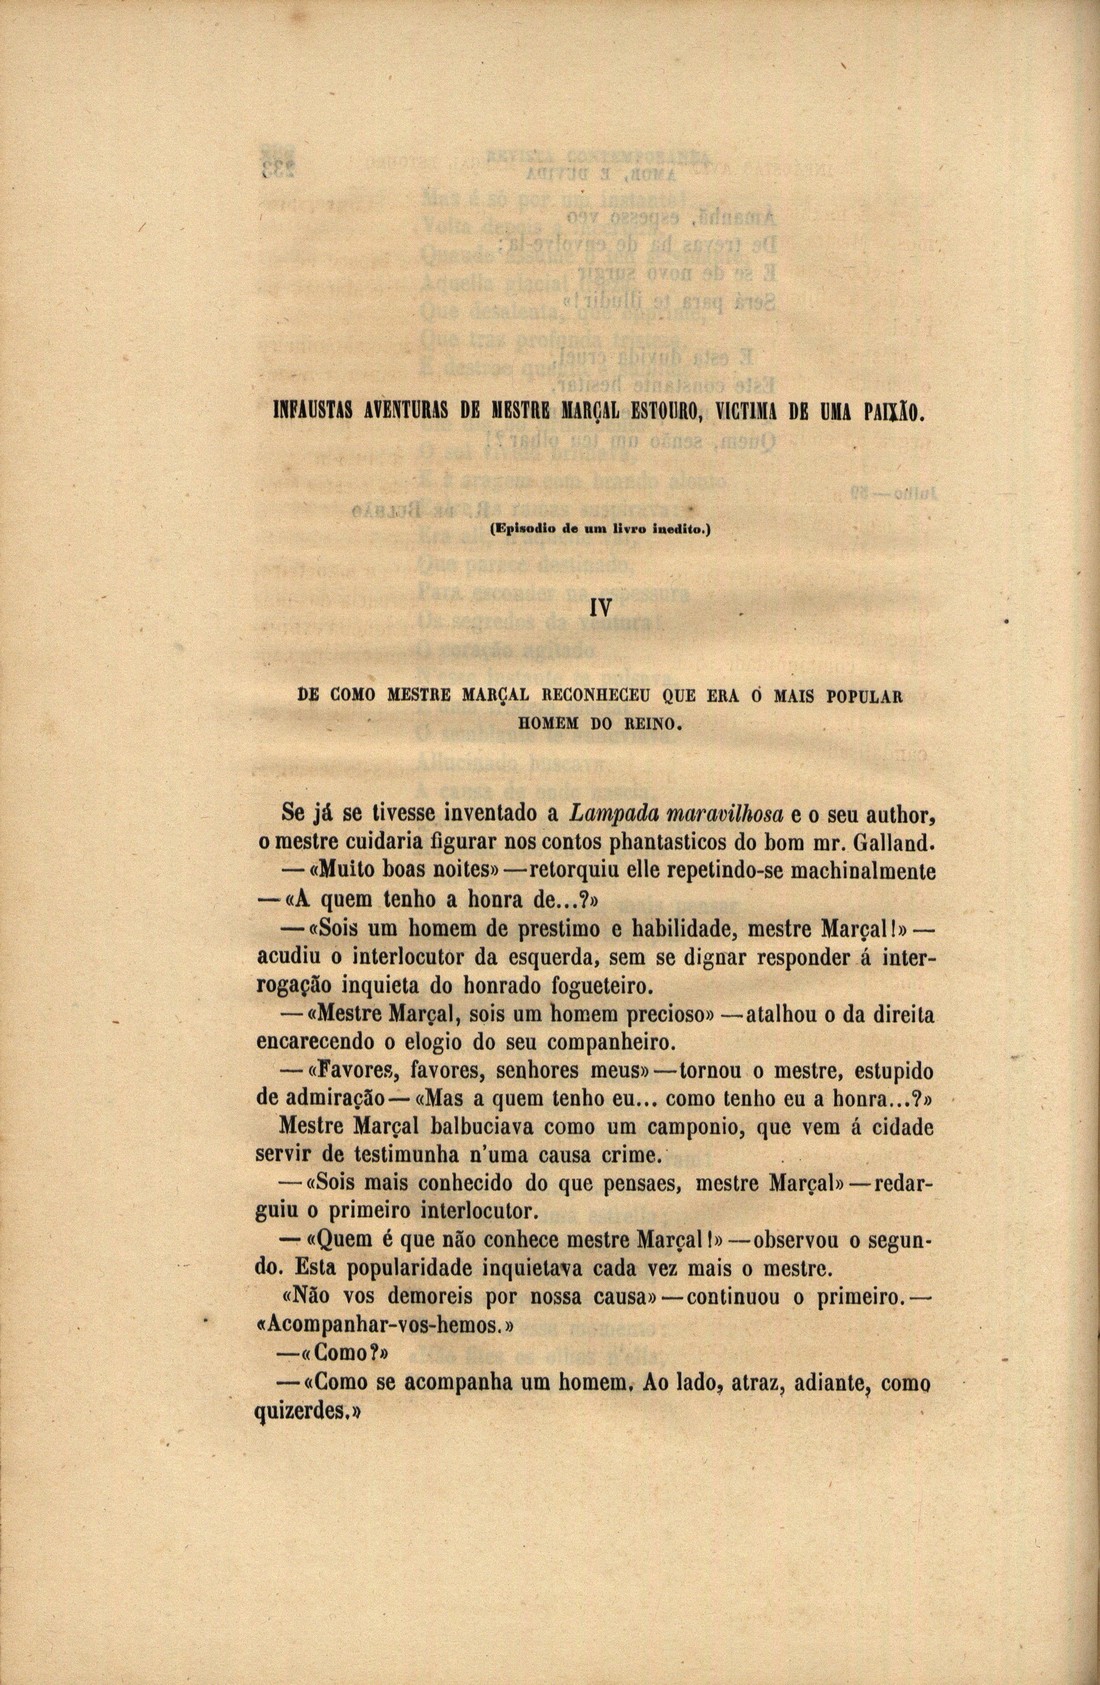 INFAUSTAS AVENTURAS DE MESTRE MARÇAL ESTOURO, VICTIMA DE UMA PAIXÃO.
(Episodio de um livro inedito.)
IV
DE COMO MESTRE MARÇAL RECONHECEU QUE ERA O MAIS POPULAR
HOMEM DO REINO.
Se já se tivesse inventado a Lampada maravilhosa e o seu author,
o mestre cuidaria figurar nos contos phantasticos do bom mr. Galland.
—«Muito boas noites»—retorquiu elle repetindo-se machinalmente
—«A quem tenho a honra de...?»
—«Sois um homem de prestimo e habilidade, mestre Marçal!»—
acudiu o interlocutor da esquerda, sem se dignar responder á inter-
rogação inquieta do honrado fogueteiro.
—«Mestre Marçal, sois um homem precioso»—atalhou o da direita
encarecendo o elogio do seu companheiro.
—«Favores, favores, senhores meus»—tornou o mestre, estupido
de admiração—«Mas a quem tenho eu... como tenho eu a honra...?»
Mestre Marçal balbuciava como um camponio, que vem á cidade
servir de testimunha n'uma causa crime.
—«Sois mais conhecido do que pensaes, mestre Marçal»—redar-
guiu o primeiro interlocutor.
—«Quem é que não conhece mestre Marçal!»—observou o segun-
do. Esta popularidade inquietava cada vez mais o mestre.
«Não vos demoreis por nossa causa»—continuou o primeiro.—
«Acompanhar-vos-hemos.»
—«Como?»
—«Como se acompanha um homem. Ao lado, atraz, adiante, como
quizerdes.»